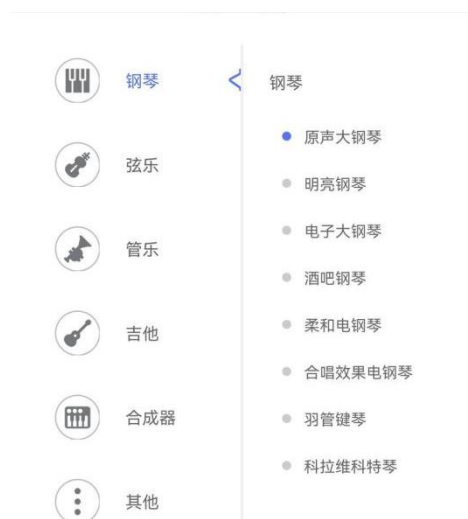 钢琴
弦乐
管乐
吉他
合成器
其他
钢琴
原声大钢琴
明亮钢琴
电子大钢琴
酒吧钢琴
柔和电钢琴
合唱效果电钢琴
羽管键琴
科拉维科特琴